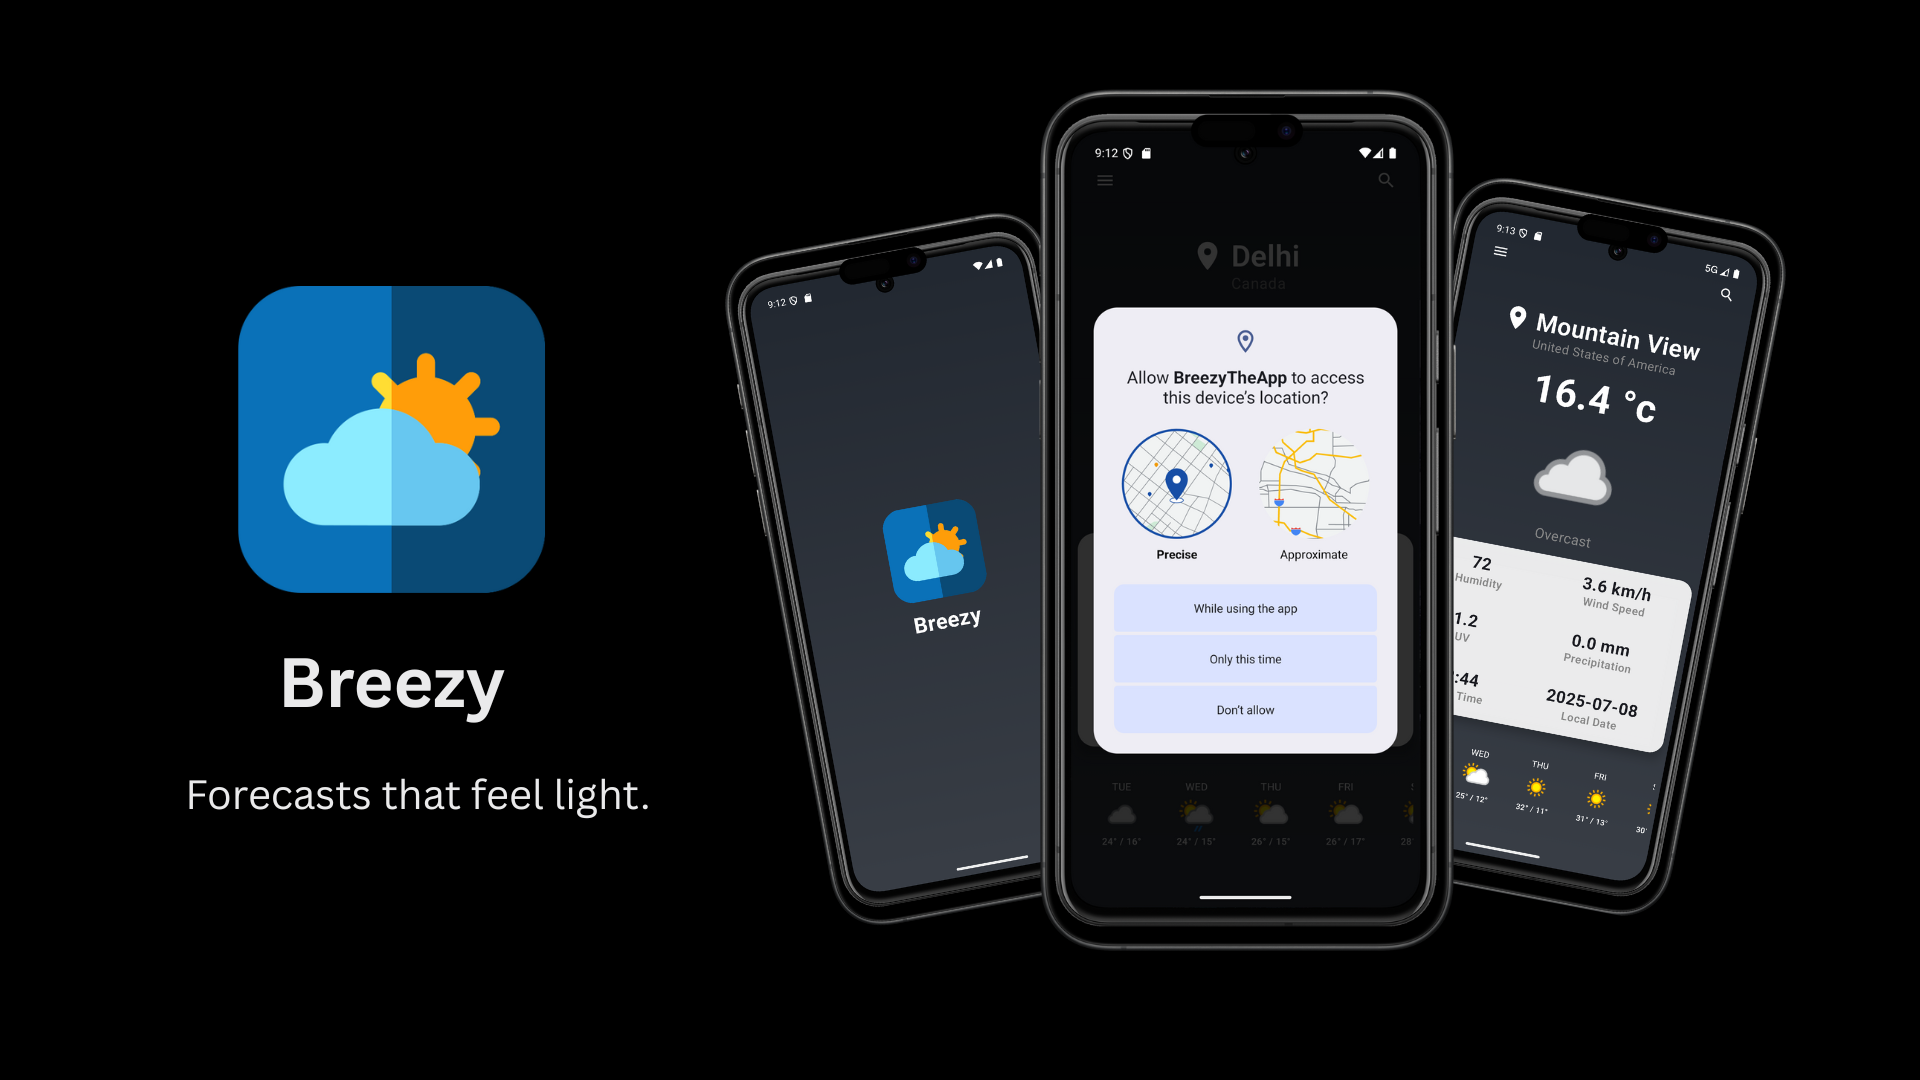 Breezy
Forecasts that feel light.
9:12
Breezy
9:12
Delhi
Canada
Allow BreezyTheApp to access
this device's location?
Precise
Approximate
While using the app
Only this time
Don't allow
TUE
WED
THU
FRI
24° / 16°
24° / 15°
26° / 15°
26° / 17°
28
9:13
5G
Mountain View
United States of America
16.4 °c
Overcast
72
Humidity
3.6 km/h
Wind Speed
1.2
UV
0.0 mm
Precipitation
:44
Time
2025-07-08
Local Date
WED
THU
FRI
25° / 12°
32° / 11°
31° / 13°
30°